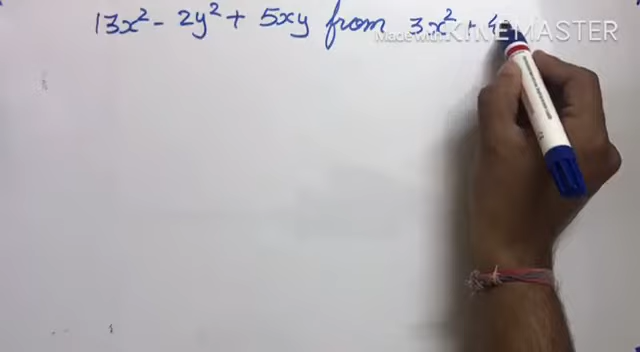 13x² - 2y² + 5xy from 3x² +
Made with KINEMASTER